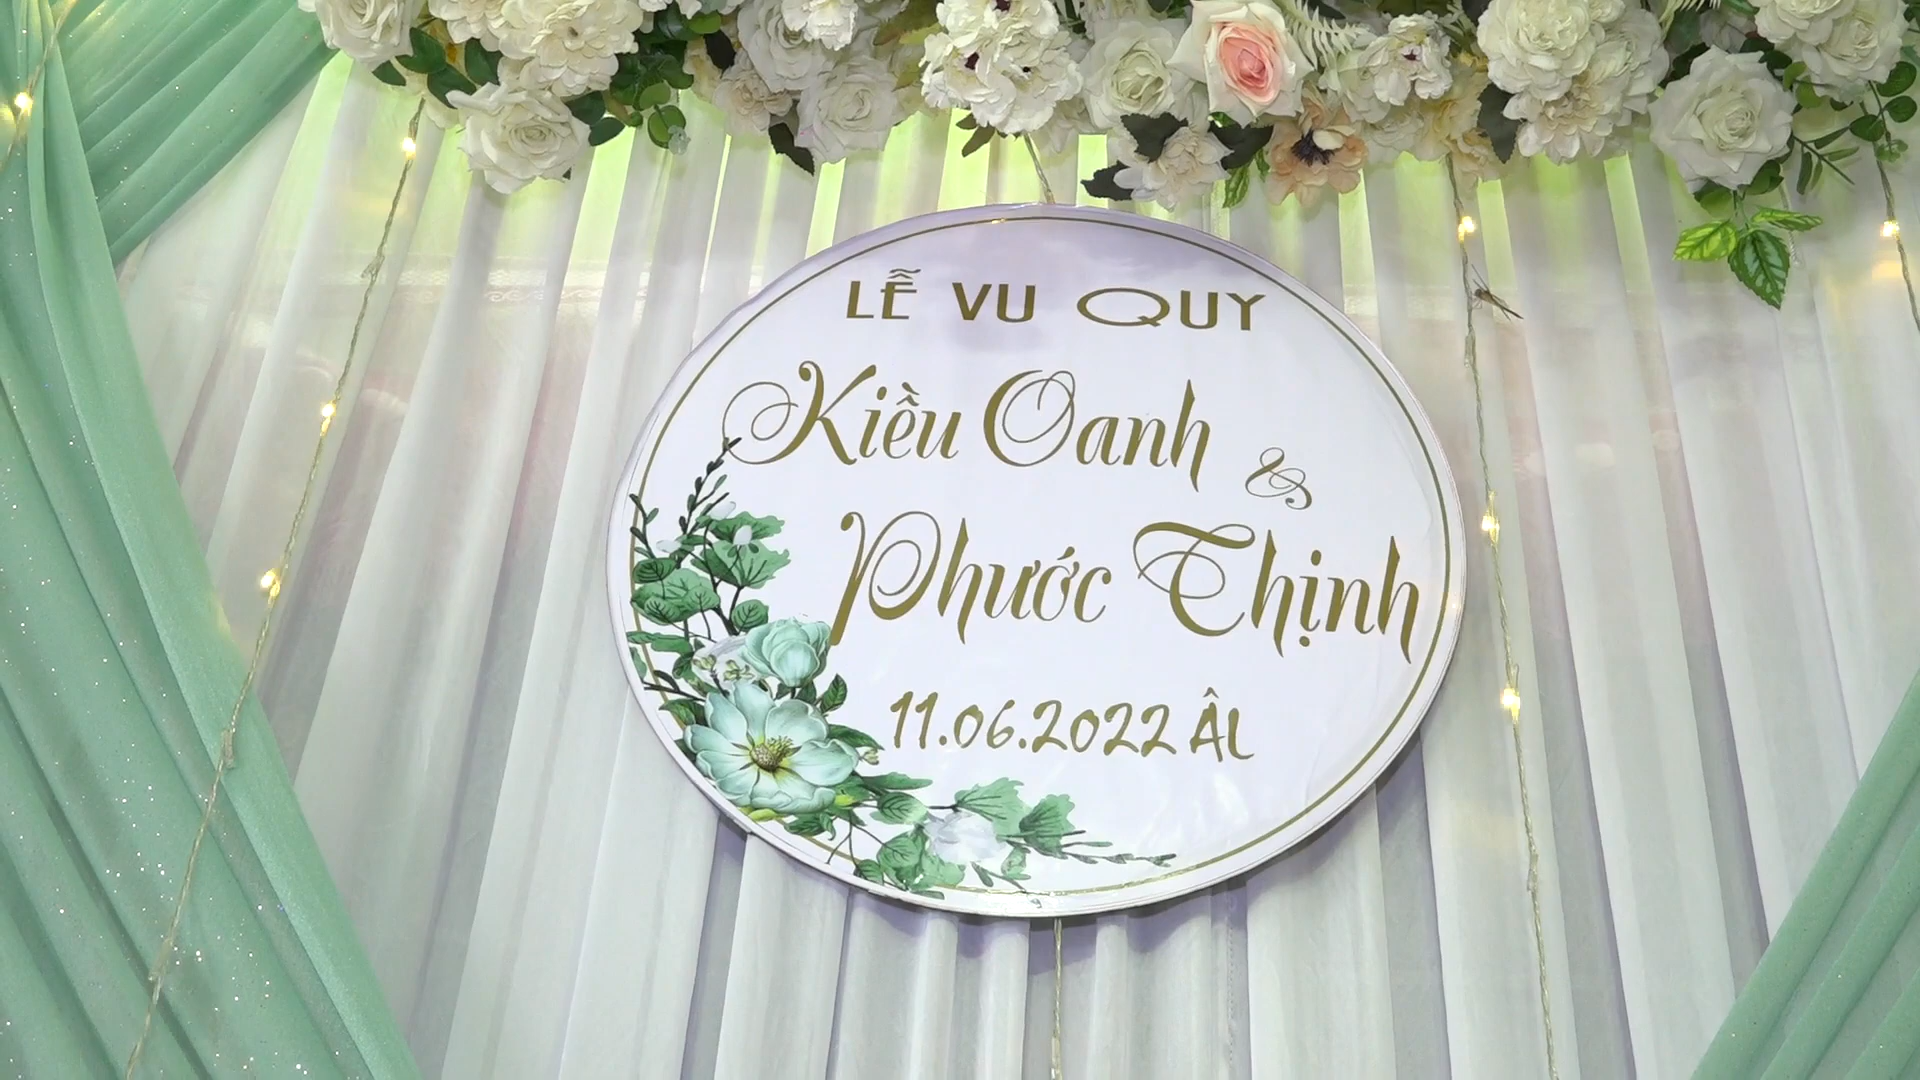 LỄ VU QUY
Kiều Oanh &
Phước Thịnh
11.06.2022 ÂL